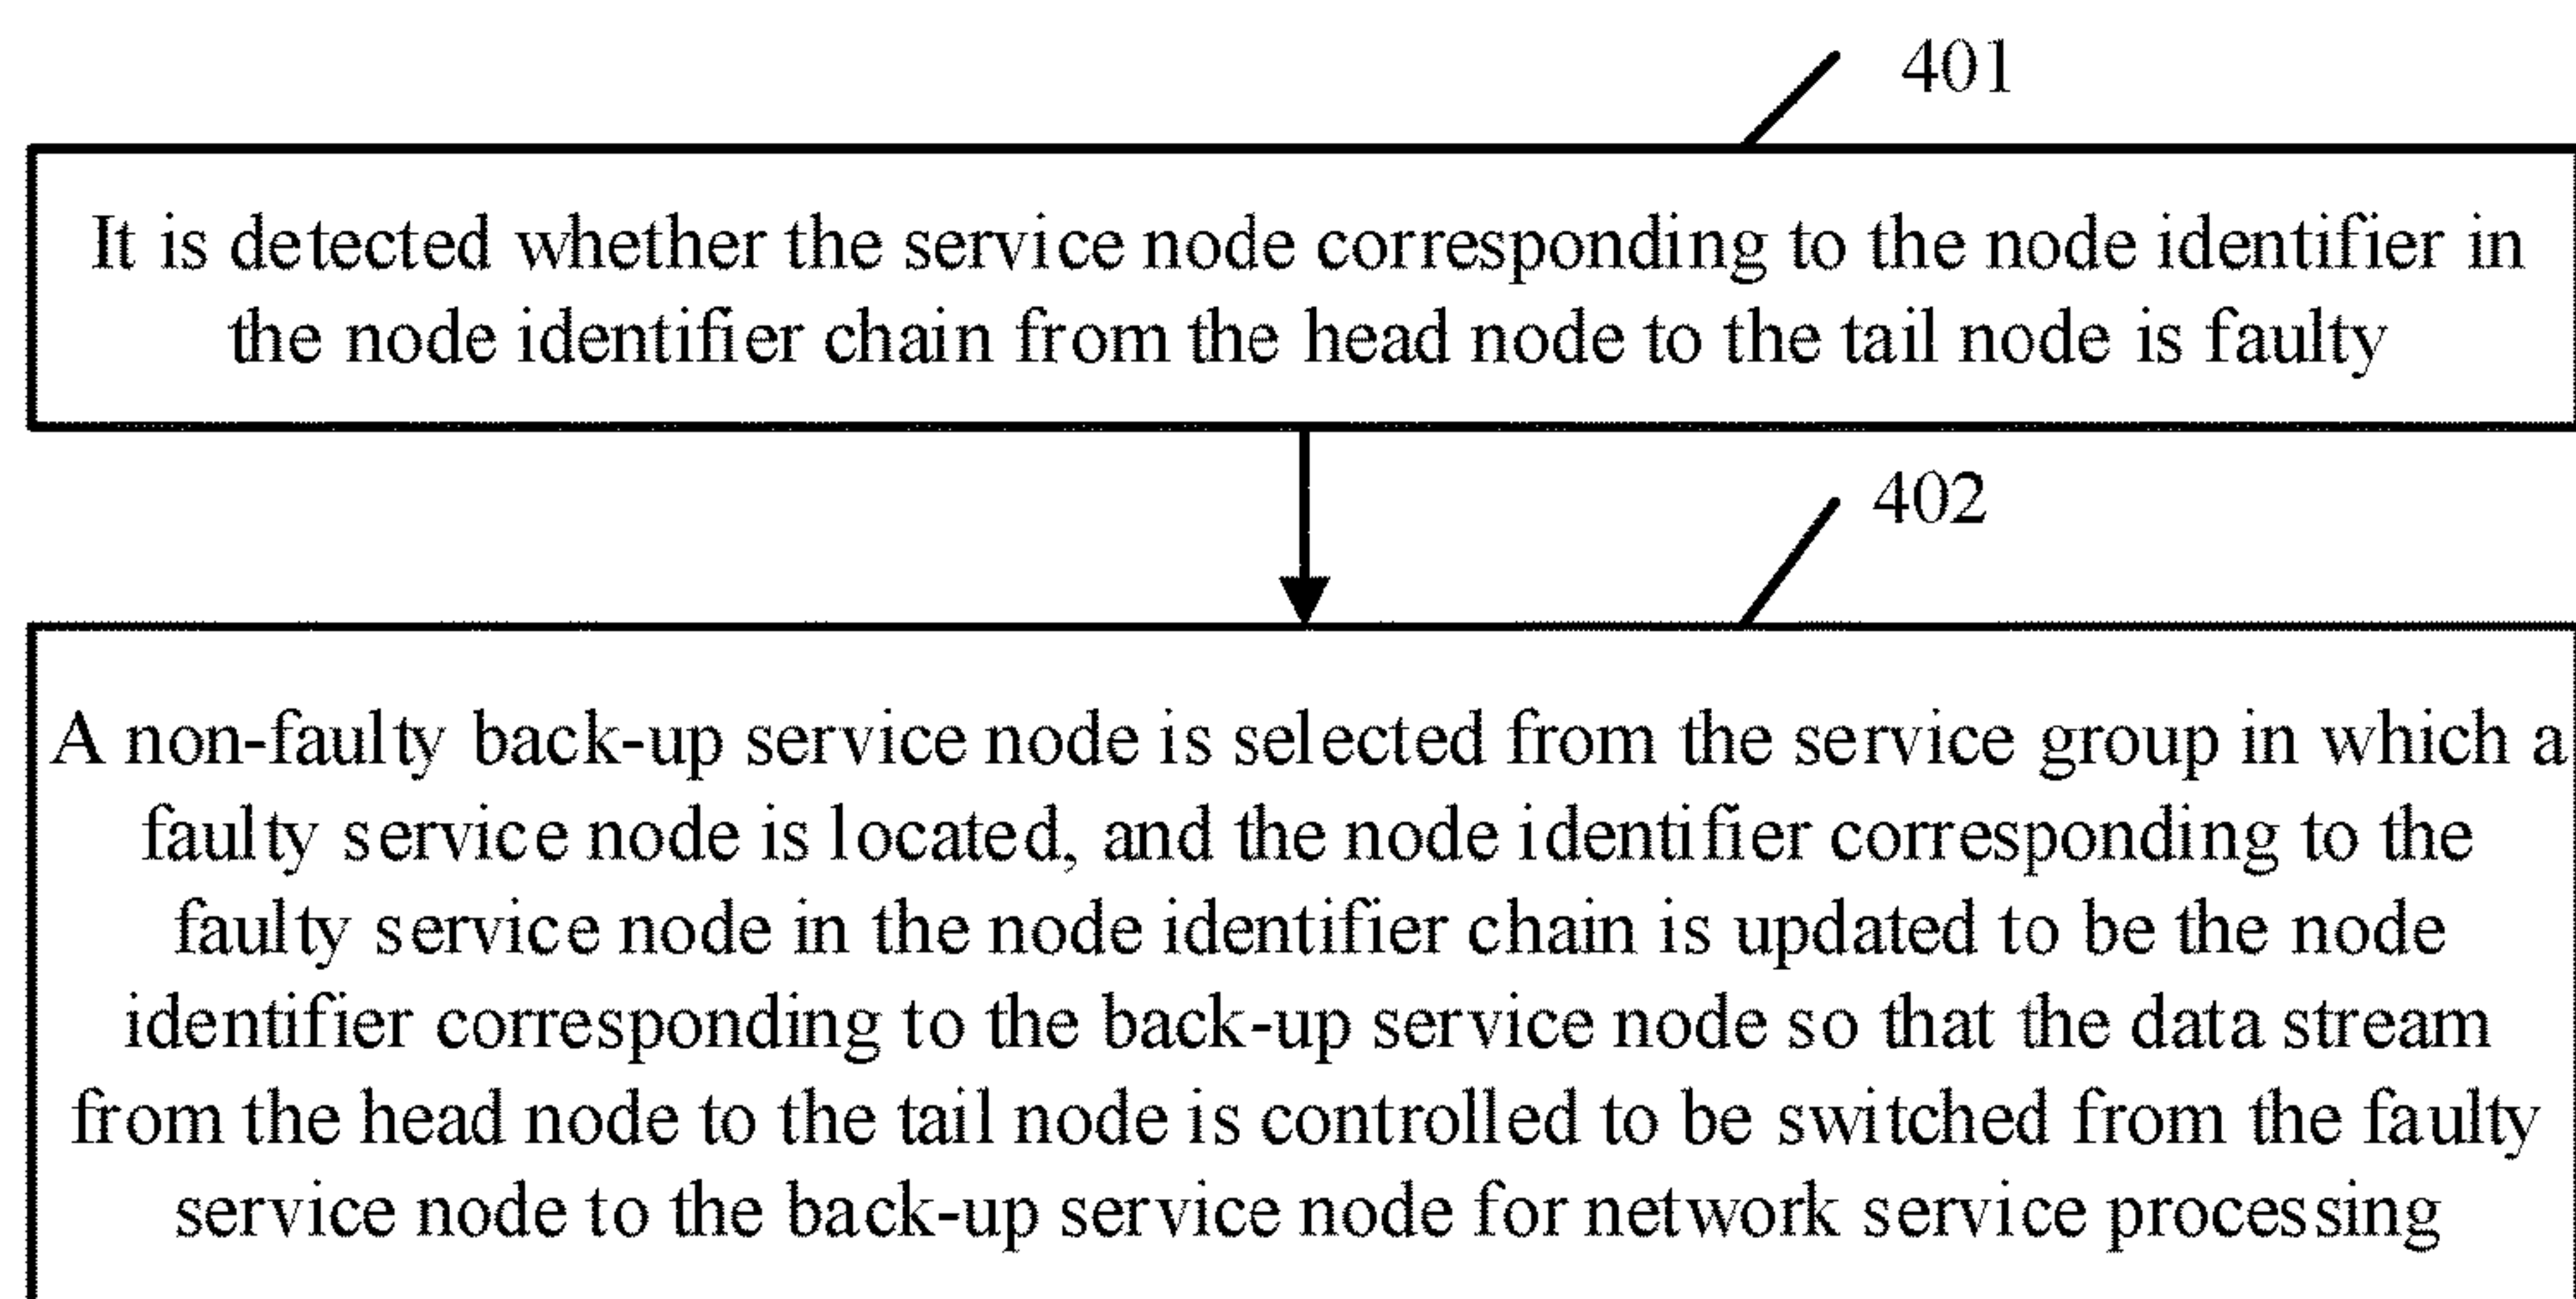 401
It is detected whether the service node corresponding to the node identifier in
the node identifier chain from the head node to the tail node is faulty
402
A non-faulty back-up service node is selected from the service group in which a
faulty service node is located, and the node identifier corresponding to the
faulty service node in the node identifier chain is updated to be the node
identifier corresponding to the back-up service node so that the data stream
from the head node to the tail node is controlled to be switched from the faulty
service node to the back-up service node for network service processing